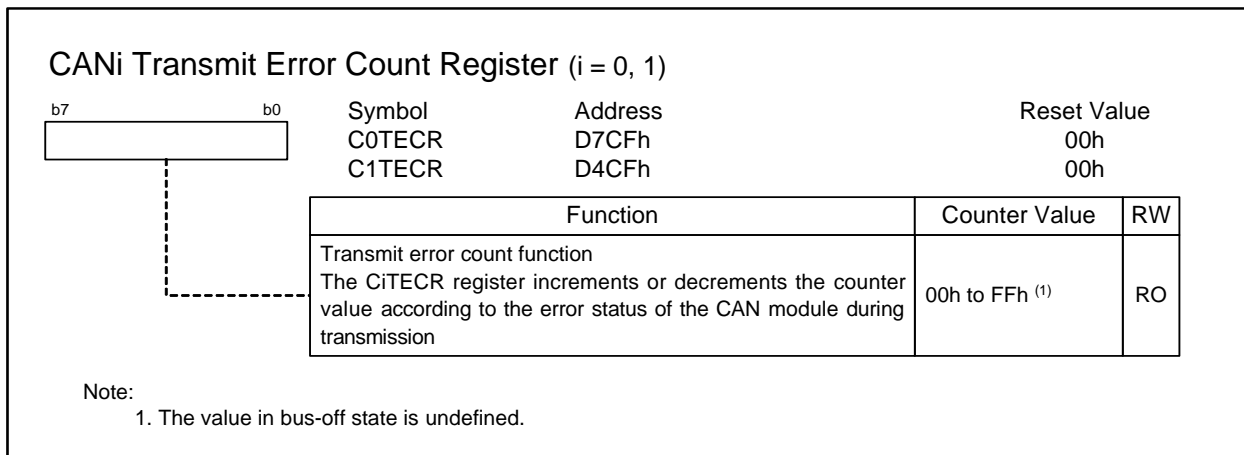 CANi Transmit Error Count Register (i = 0, 1)
b7 b0 Symbol Address Reset Value
C0TECR D7CFh 00h
C1TECR D4CFh 00h
Function Counter Value RW
Transmit error count function
The CiTECR register increments or decrements the counter
value according to the error status of the CAN module during
transmission
00h to FFh (1) RO
Note:
1. The value in bus-off state is undefined.